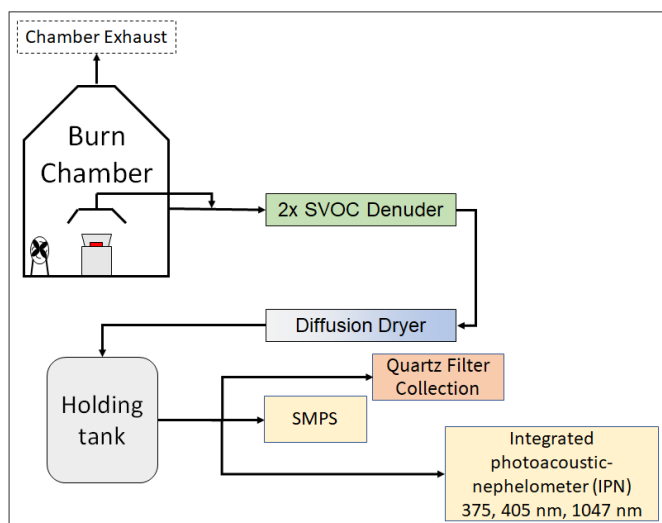 Chamber Exhaust
Burn
Chamber
2x SVOC Denuder
Diffusion Dryer
Holding
tank
Quartz Filter
Collection
SMPS
Integrated
photoacoustic-
nephelometer (IPN)
375, 405 nm, 1047 nm